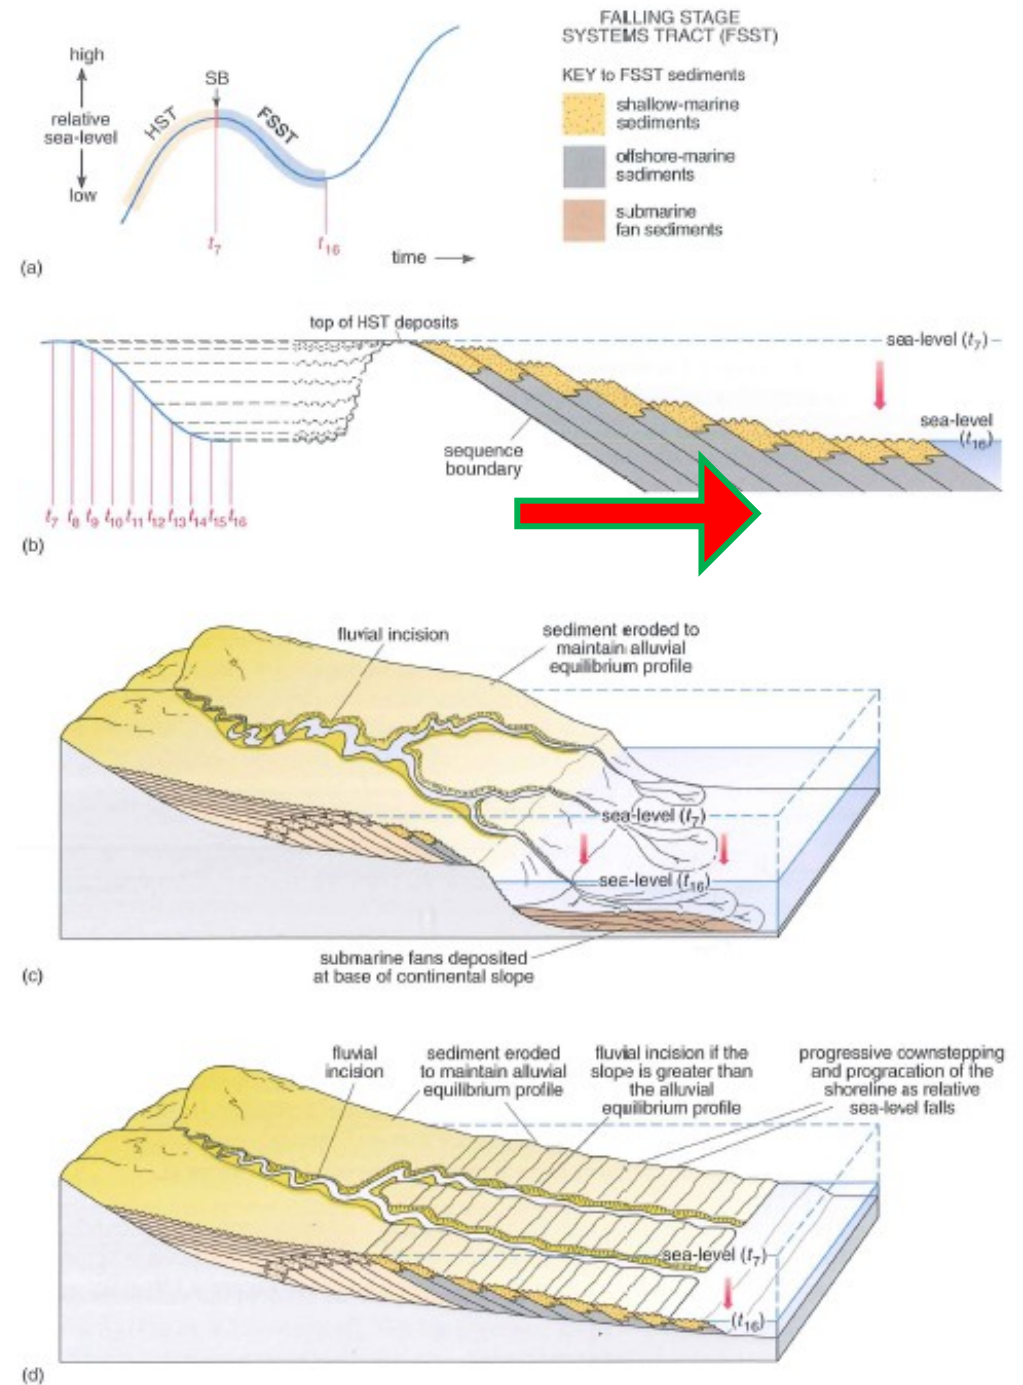 FALLING STAGE
SYSTEMS TRACT (FSST)
KEY to FSST sediments
shallow-marine
sediments
offshore-marine
sediments
submarine
fan sediments
high
relative
sea-level
low
HST
SB
FSST
t7
t16
time
(a)
top of HST deposits
sea-level (t7)
sea-level
(t16)
sequence
boundary
t7 t8 t9 t10 t11 t12 t13 t14 t15 t16
(b)
fluvial incision
sediment eroded to
maintain alluvial
equilibrium profile
sea-level (t7)
sea-level (t16)
submarine fans deposited
at base of continental slope
(c)
fluvial
incision
sediment eroded
to maintain alluvial
equilibrium profile
fluvial incision if the
slope is greater than
the alluvial
equilibrium profile
progressive cownstepping
and progracation of the
shoreline as relative
sea-level falls
sea-level (t7)
(t16)
(d)